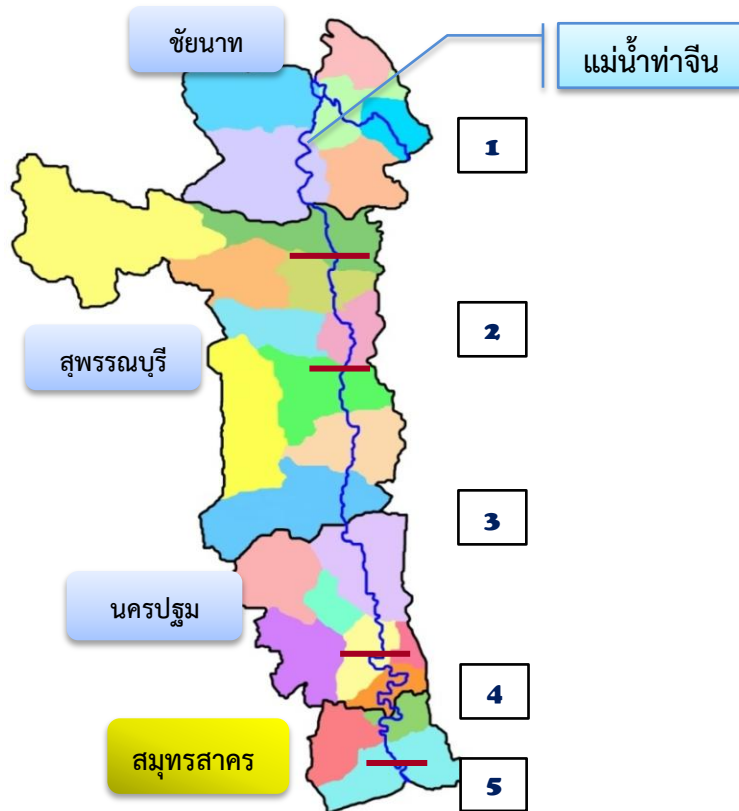 ชัยนาท
แม่น้ำท่าจีน
1
2
สุพรรณบุรี
3
นครปฐม
4
สมุทรสาคร
5